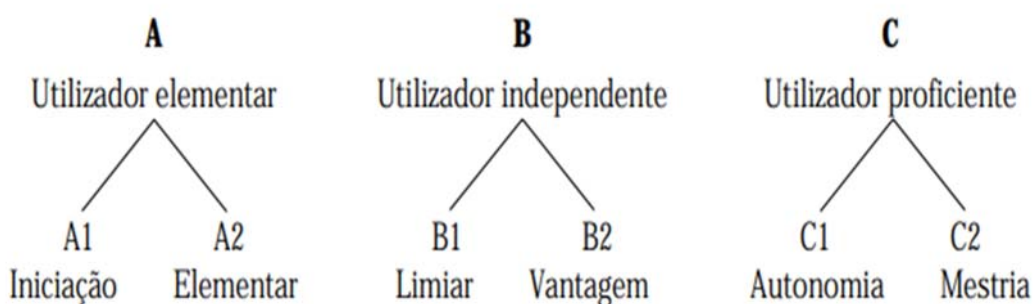 A B C
Utilizador elementar Utilizador independente Utilizador proficiente
A1 A2 B1 B2 C1 C2
Iniciação Elementar Limiar Vantagem Autonomia Mestria